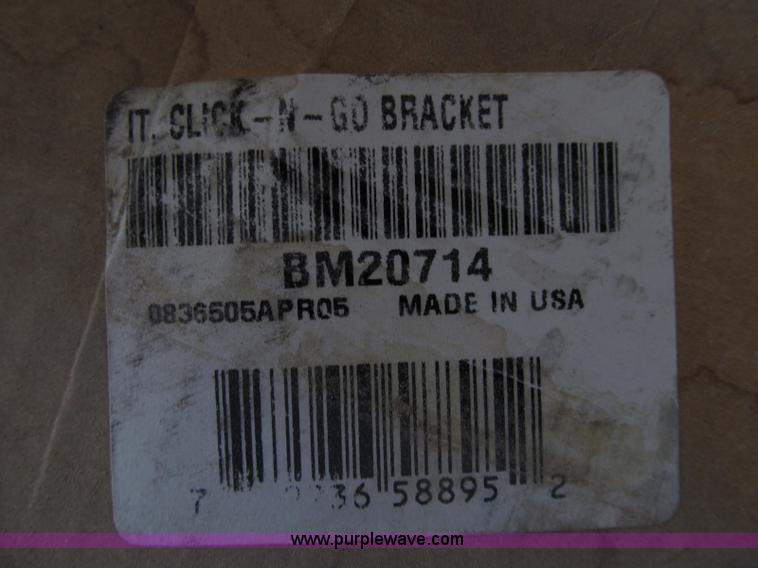 IT, CLICK-N-GO BRACKET
BM20714
0836505APR05 MADE IN USA
7 36 58895 2
www.purplewave.com